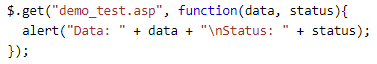 $.get("demo_test.asp", function(data, status){
  alert("Data: " + data + "\nStatus: " + status);
});